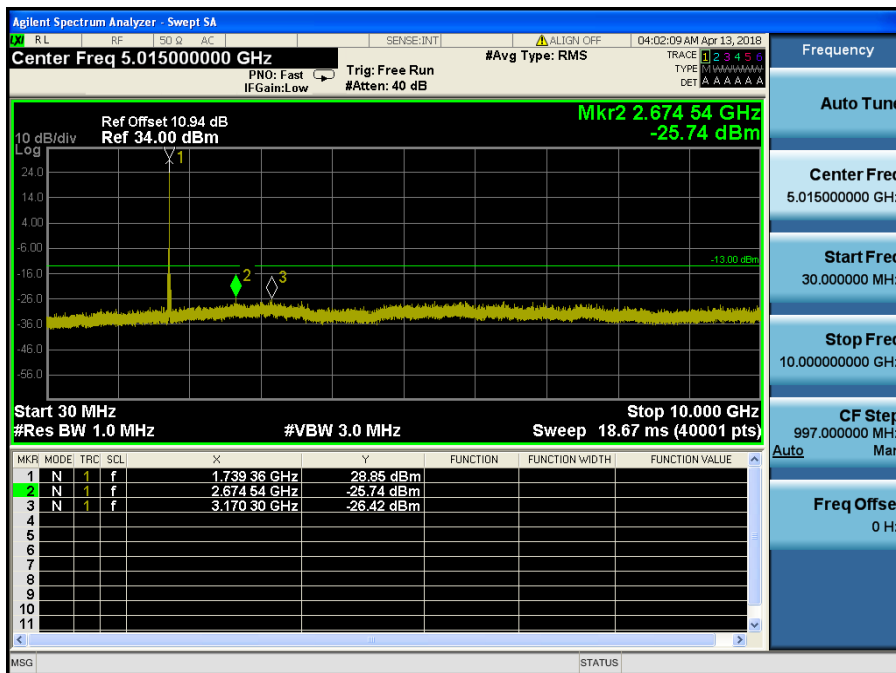 Agilent Spectrum Analyzer - Swept SA
LXI RL RF 50 Ω AC SENSE:INT ALIGN OFF 04:02:09 AM Apr 13, 2018
Center Freq 5.015000000 GHz #Avg Type: RMS TRACE 1 2 3 4 5 6
PNO: Fast Trig: Free Run TYPE M WWWWW
IFGain:Low #Atten: 40 dB DET A A A A A A
Ref Offset 10.94 dB Mkr2 2.674 54 GHz
10 dB/div Ref 34.00 dBm -25.74 dBm
Log
1
24.0
14.0
4.00
-6.00
-13.00 dBm
-16.0
2 3
-26.0
-36.0
-46.0
-56.0
Start 30 MHz Stop 10.000 GHz
#Res BW 1.0 MHz #VBW 3.0 MHz Sweep 18.67 ms (40001 pts)
MKR MODE TRC SCL X Y FUNCTION FUNCTION WIDTH FUNCTION VALUE
1 N 1 f 1.739 36 GHz 28.85 dBm
2 N 1 f 2.674 54 GHz -25.74 dBm
3 N 1 f 3.170 30 GHz -26.42 dBm
4
5
6
7
8
9
10
11
MSG STATUS
Frequency
Auto Tune
Center Freq
5.015000000 GHz
Start Freq
30.000000 MHz
Stop Freq
10.000000000 GHz
CF Step
997.000000 MHz
Auto Man
Freq Offset
0 Hz